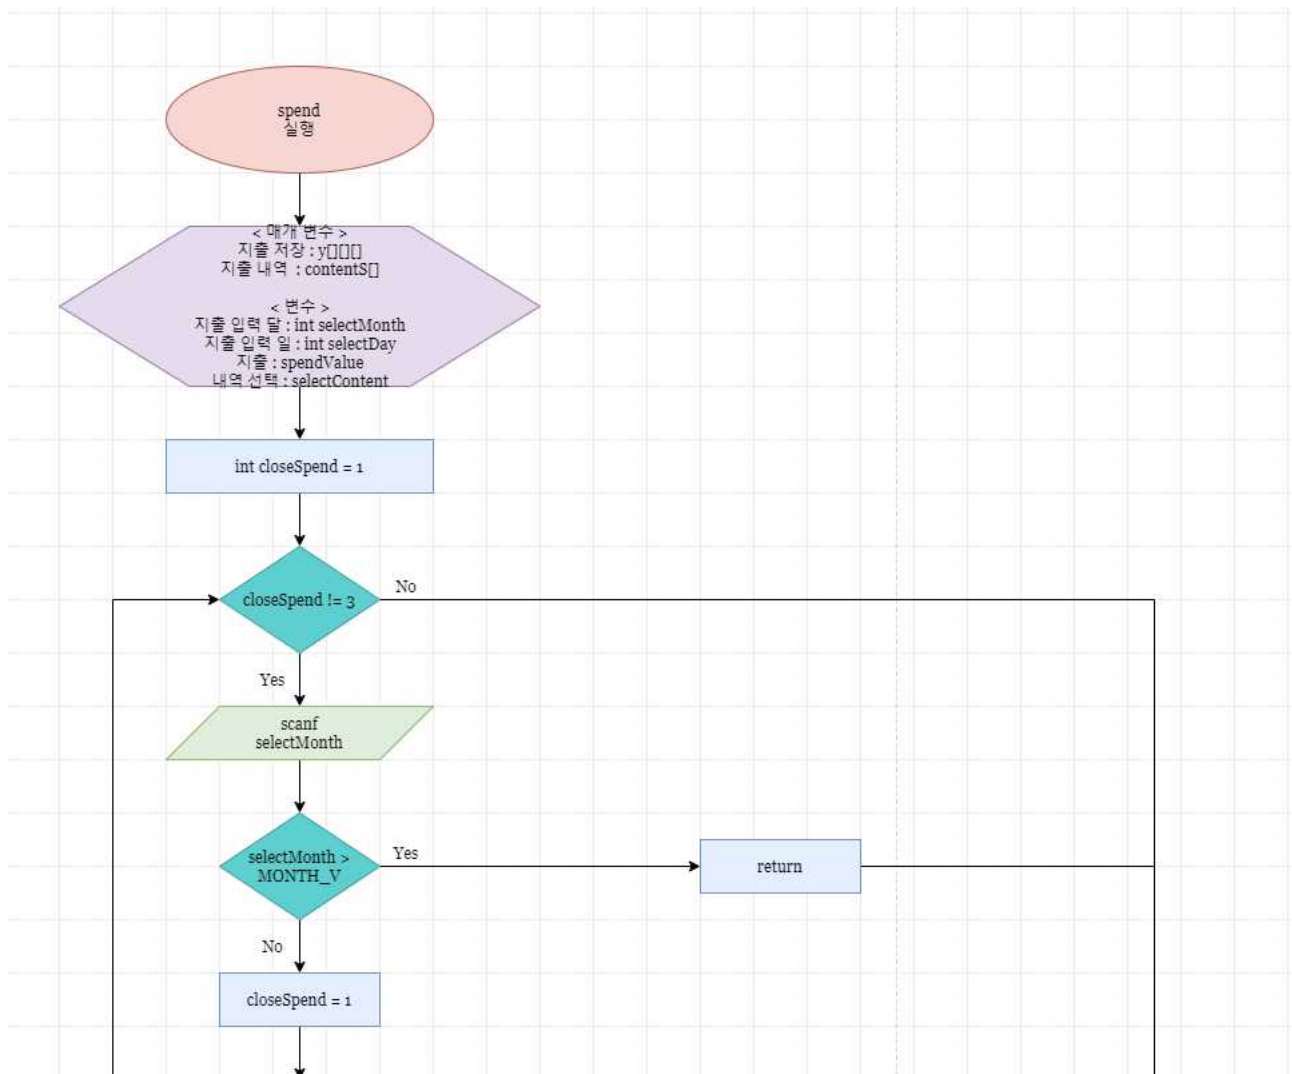 spend
실행
< 매개 변수 >
지출 저장 : y[][][]
지출 내역 : contentS[]
< 변수 >
지출 입력 달 : int selectMonth
지출 입력 일 : int selectDay
지출 : spendValue
내역 선택 : selectContent
int closeSpend = 1
closeSpend != 3
No
Yes
scanf
selectMonth
selectMonth >
MONTH_V
Yes
return
No
closeSpend = 1